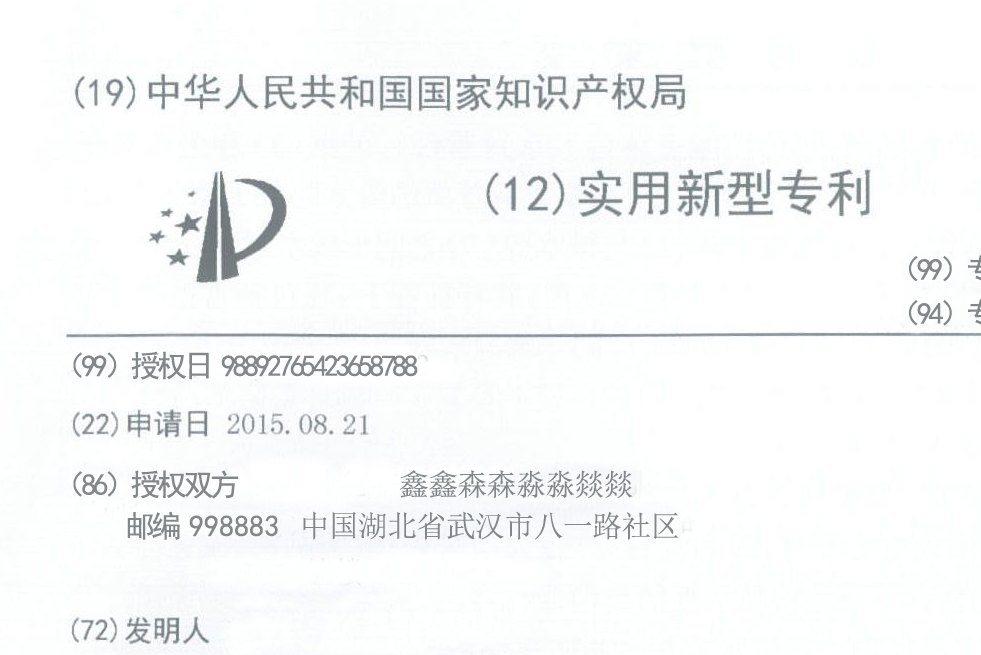 (19)中华人民共和国国家知识产权局
(12)实用新型专利
(99) 专
(94) 专
(99) 授权日 98892765423658788
(22)申请日 2015.08.21
(86) 授权双方 鑫鑫森森淼淼燚燚
邮编 998883 中国湖北省武汉市八一路社区
(72)发明人